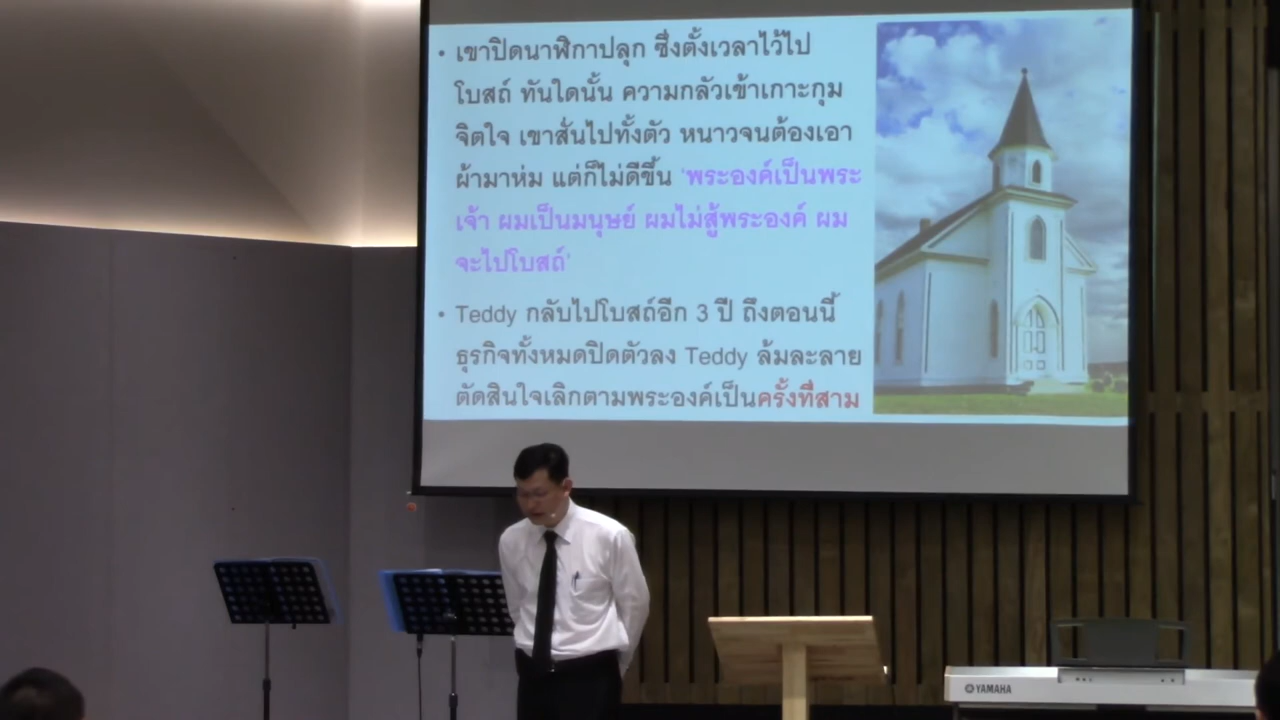 • เขาปิดนาฬิกาปลุก ซึ่งตั้งเวลาไว้ไป
โบสถ์ ทันใดนั้น ความกลัวเข้าเกาะกุม
จิตใจ เขาสั่นไปทั้งตัว หนาวจนต้องเอา
ผ้ามาห่ม แต่ก็ไม่ดีขึ้น 'พระองค์เป็นพระ
เจ้า ผมเป็นมนุษย์ ผมไม่สู้พระองค์ ผม
จะไปโบสถ์'
• Teddy กลับไปโบสถ์อีก 3 ปี ถึงตอนนี้
ธุรกิจทั้งหมดปิดตัวลง Teddy ล้มละลาย
ตัดสินใจเลิกตามพระองค์เป็นครั้งที่สาม
YAMAHA